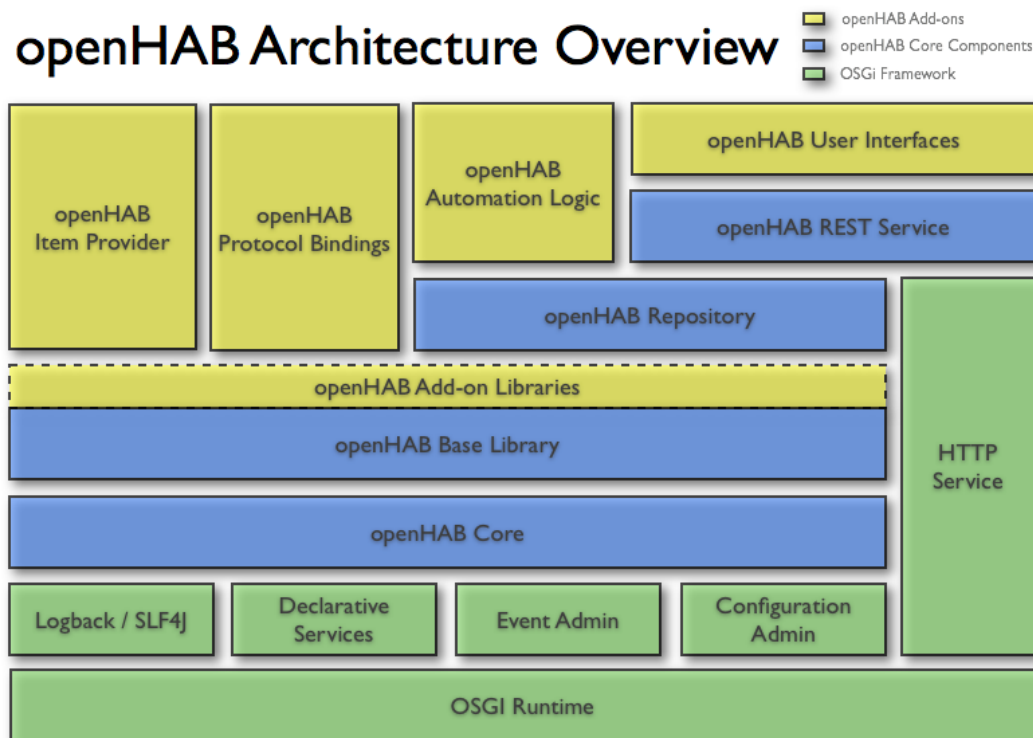 openHAB Architecture Overview
openHAB Add-ons
openHAB Core Components
OSGi Framework
openHAB
Item Provider
openHAB
Protocol Bindings
openHAB
Automation Logic
openHAB User Interfaces
openHAB REST Service
openHAB Repository
openHAB Add-on Libraries
openHAB Base Library
HTTP
Service
openHAB Core
Logback / SLF4J
Declarative
Services
Event Admin
Configuration
Admin
OSGI Runtime